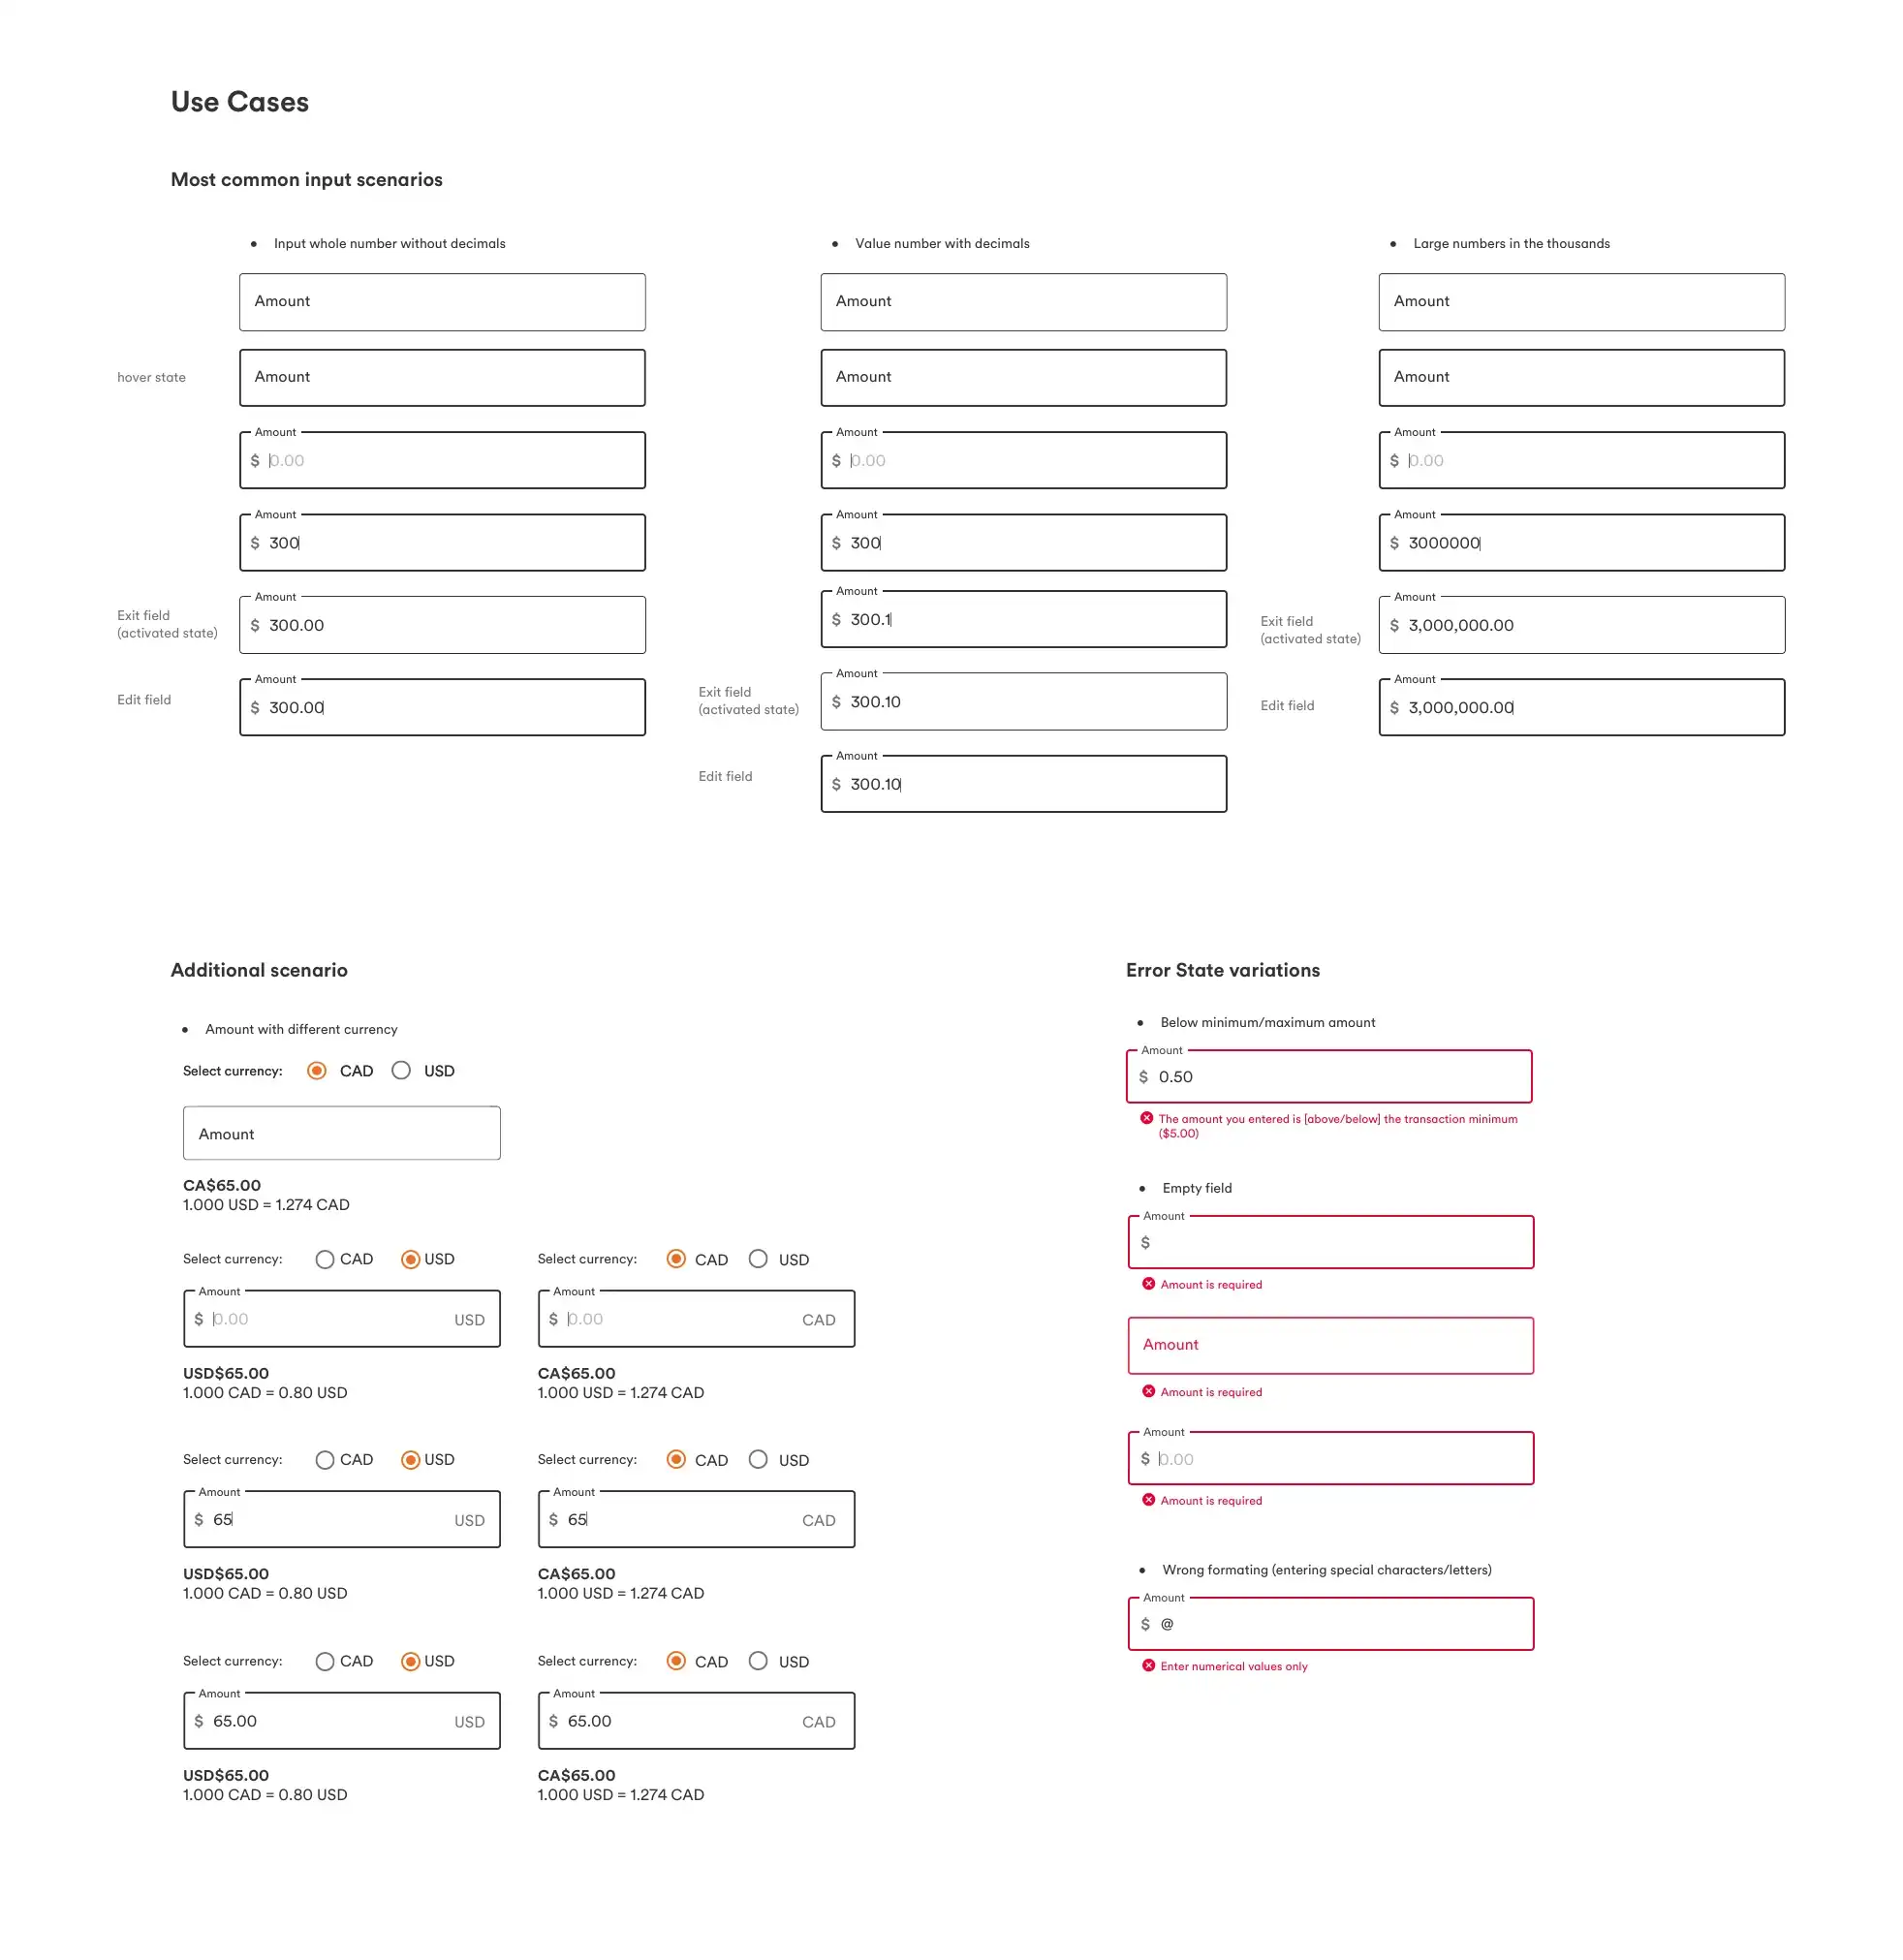 Use Cases
Most common input scenarios
• Input whole number without decimals
Amount
hover state
Amount
Amount
$ 0.00
Amount
$ 300
Exit field
(activated state)
Amount
$ 300.00
Edit field
Amount
$ 300.00
• Value number with decimals
Amount
Amount
Amount
$ 0.00
Amount
$ 300
Amount
$ 300.1
Exit field
(activated state)
Amount
$ 300.10
Edit field
Amount
$ 300.10
• Large numbers in the thousands
Amount
Amount
Amount
$ 0.00
Amount
$ 3000000
Exit field
(activated state)
Amount
$ 3,000,000.00
Edit field
Amount
$ 3,000,000.00
Additional scenario
• Amount with different currency
Select currency: CAD USD
Amount
CA$65.00
1.000 USD = 1.274 CAD
Select currency: CAD USD
Amount
$ 0.00 USD
USD$65.00
1.000 CAD = 0.80 USD
Select currency: CAD USD
Amount
$ 0.00 CAD
CA$65.00
1.000 USD = 1.274 CAD
Select currency: CAD USD
Amount
$ 65 USD
USD$65.00
1.000 CAD = 0.80 USD
Select currency: CAD USD
Amount
$ 65 CAD
CA$65.00
1.000 USD = 1.274 CAD
Select currency: CAD USD
Amount
$ 65.00 USD
USD$65.00
1.000 CAD = 0.80 USD
Select currency: CAD USD
Amount
$ 65.00 CAD
CA$65.00
1.000 USD = 1.274 CAD
Error State variations
• Below minimum/maximum amount
Amount
$ 0.50
The amount you entered is [above/below] the transaction minimum
($5.00)
• Empty field
Amount
$
Amount is required
Amount
Amount is required
Amount
$ 0.00
Amount is required
• Wrong formating (entering special characters/letters)
Amount
$ @
Enter numerical values only